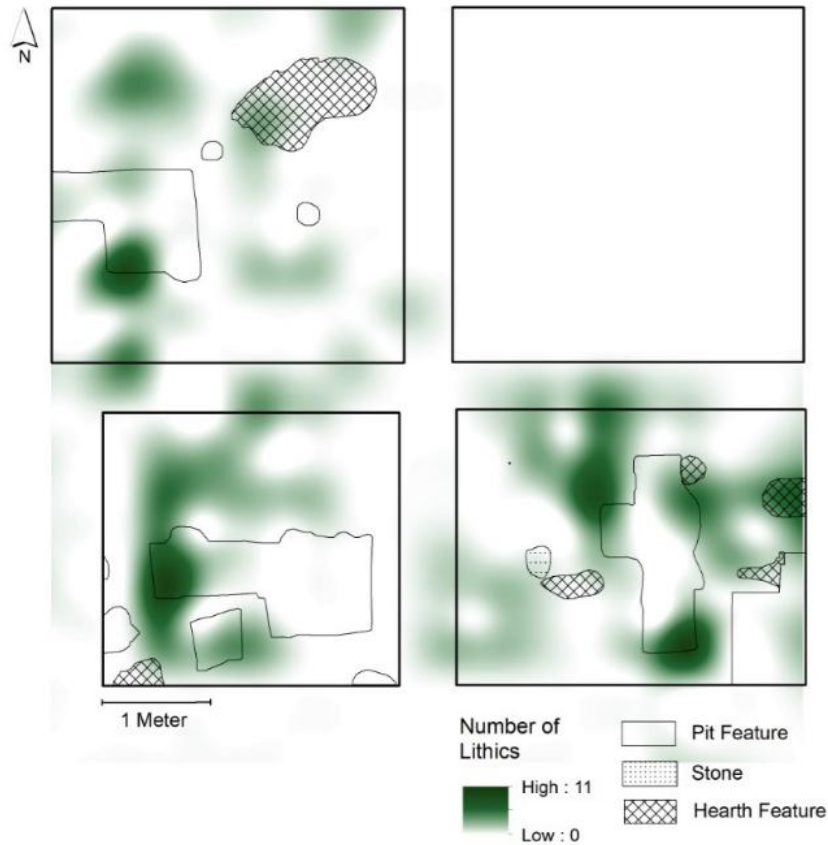 N
1 Meter
Number of
Lithics
High : 11
Low : 0
Pit Feature
Stone
Hearth Feature